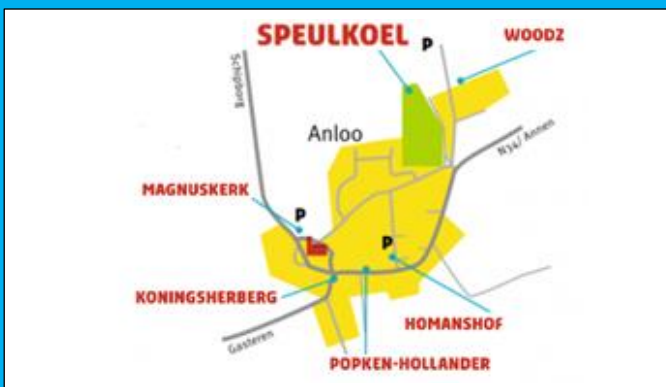 SPEULKOEL
P
WOODZ
Schipborg
Anloo
N34/Annen
MAGNUSKERK
P
P
KONINGSHERBERG
HOMANSHOF
Gasteren
POPKEN-HOLLANDER